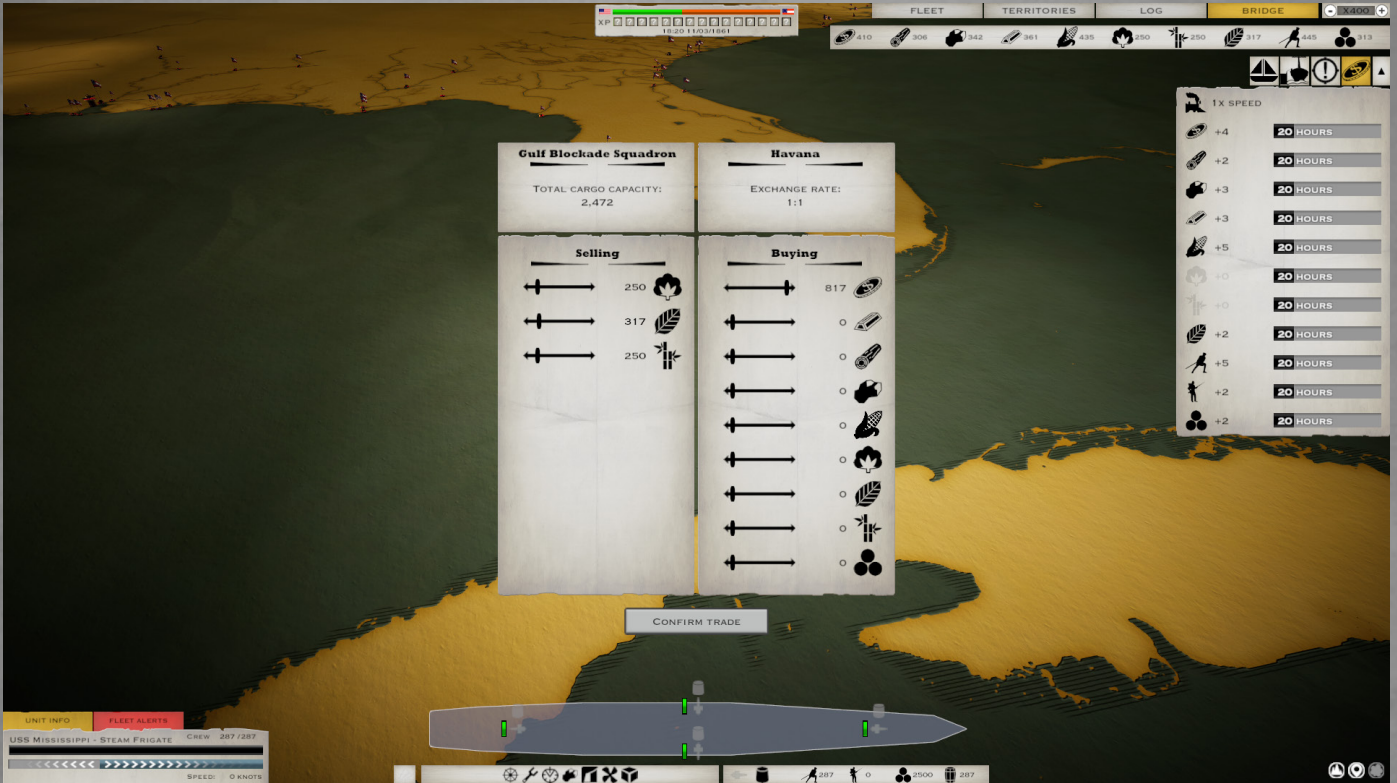 FLEET
TERRITORIES
LOG
BRIDGE
X400
XP
18:20 11/03/1861
410
306
342
361
435
250
250
317
445
313
1X SPEED
+4 20 HOURS
+2 20 HOURS
+3 20 HOURS
+3 20 HOURS
+5 20 HOURS
+0 20 HOURS
+0 20 HOURS
+2 20 HOURS
+5 20 HOURS
+2 20 HOURS
+2 20 HOURS
Gulf Blockade Squadron
TOTAL CARGO CAPACITY:
2,472
Havana
EXCHANGE RATE:
1:1
Selling
250
317
250
Buying
817
0
0
0
0
0
0
0
0
CONFIRM TRADE
UNIT INFO
FLEET ALERTS
USS MISSISSIPPI - STEAM FRIGATE
CREW 287/287
SPEED: 0 KNOTS
287
0
2500
287